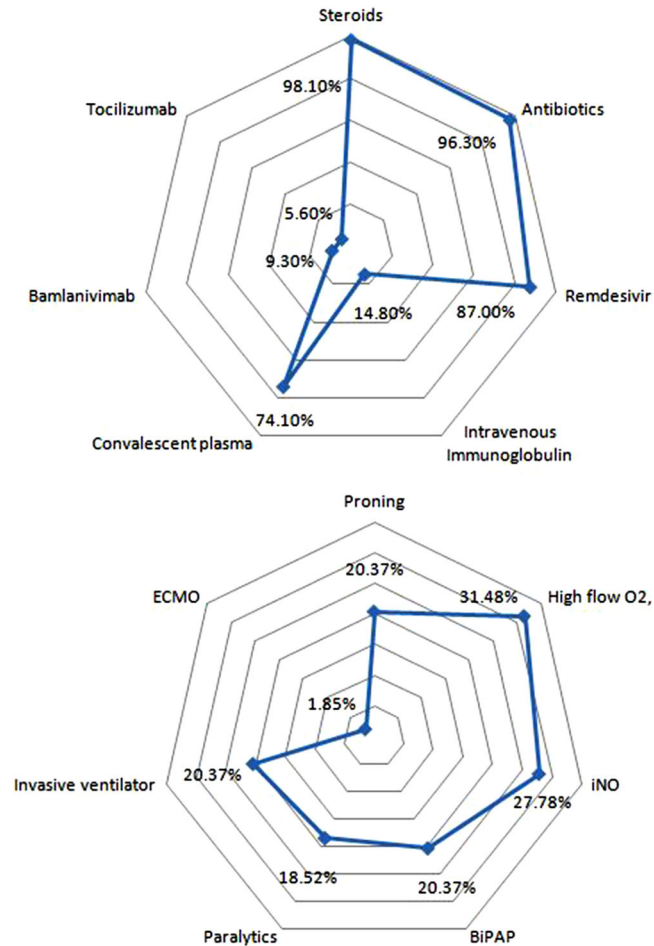 Steroids
98.10%
Tocilizumab
Antibiotics
96.30%
5.60%
9.30%
Bamlanivimab
Remdesivir
14.80%
87.00%
74.10%
Convalescent plasma
Intravenous
Immunoglobulin
Proning
20.37%
ECMO
31.48%
High flow O2,
1.85%
Invasive ventilator
20.37%
iNO
27.78%
18.52%
20.37%
Paralytics
BiPAP